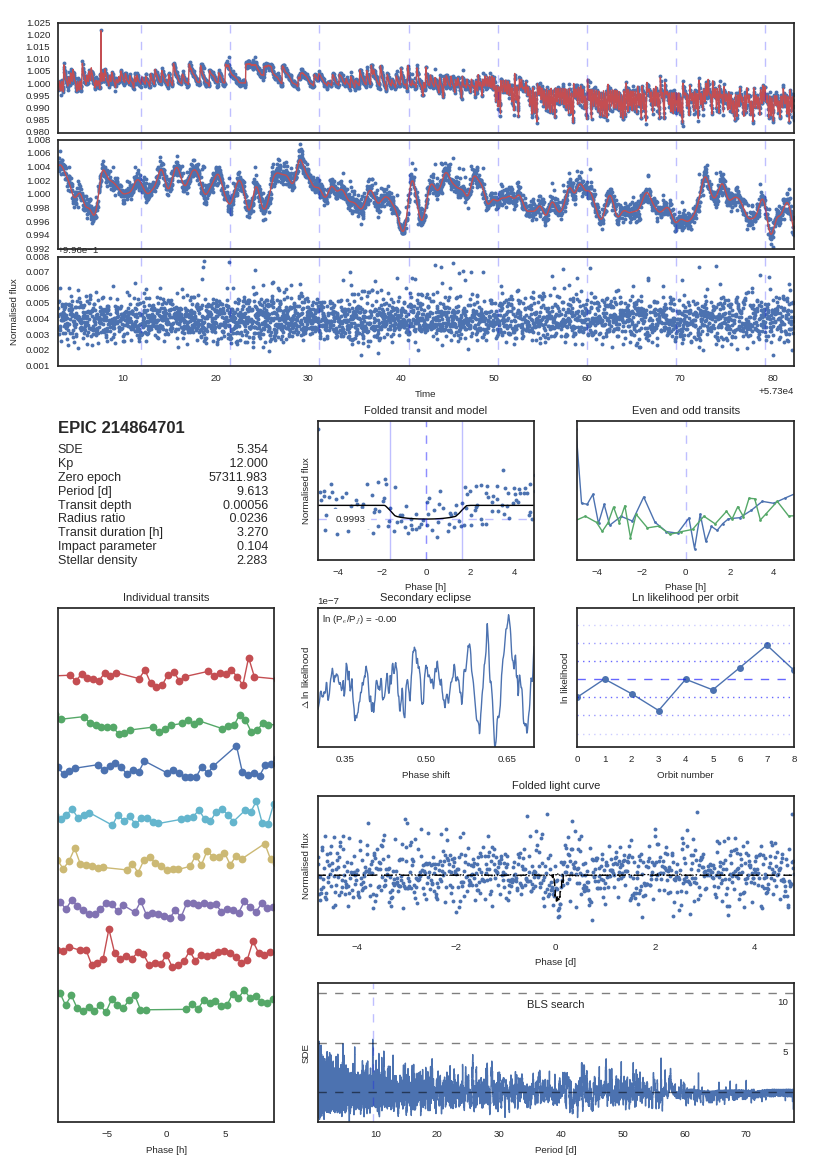 1.025
1.020
1.015
1.010
1.005
1.000
0.995
0.990
0.985
0.980
1.008
1.006
1.004
1.002
1.000
0.998
0.996
0.994
0.992
+9.96e−1
0.008
0.007
0.006
0.005
0.004
0.003
0.002
0.001
Normalised flux
10 20 30 40 50 60 70 80
Time
+5.73e4
EPIC 214864701
SDE 5.354
Kp 12.000
Zero epoch 57311.983
Period [d] 9.613
Transit depth 0.00056
Radius ratio 0.0236
Transit duration [h] 3.270
Impact parameter 0.104
Stellar density 2.283
Folded transit and model
Normalised flux
0.9993
−4 −2 0 2 4
Phase [h]
Even and odd transits
−4 −2 0 2 4
Phase [h]
Individual transits
−5 0 5
Phase [h]
Secondary eclipse
1e−7
ln (Pₑ/P𝑓) = -0.00
Δ ln likelihood
0.35 0.50 0.65
Phase shift
Ln likelihood per orbit
ln likelihood
0 1 2 3 4 5 6 7 8
Orbit number
Folded light curve
Normalised flux
−4 −2 0 2 4
Phase [d]
BLS search
10
5
SDE
10 20 30 40 50 60 70
Period [d]